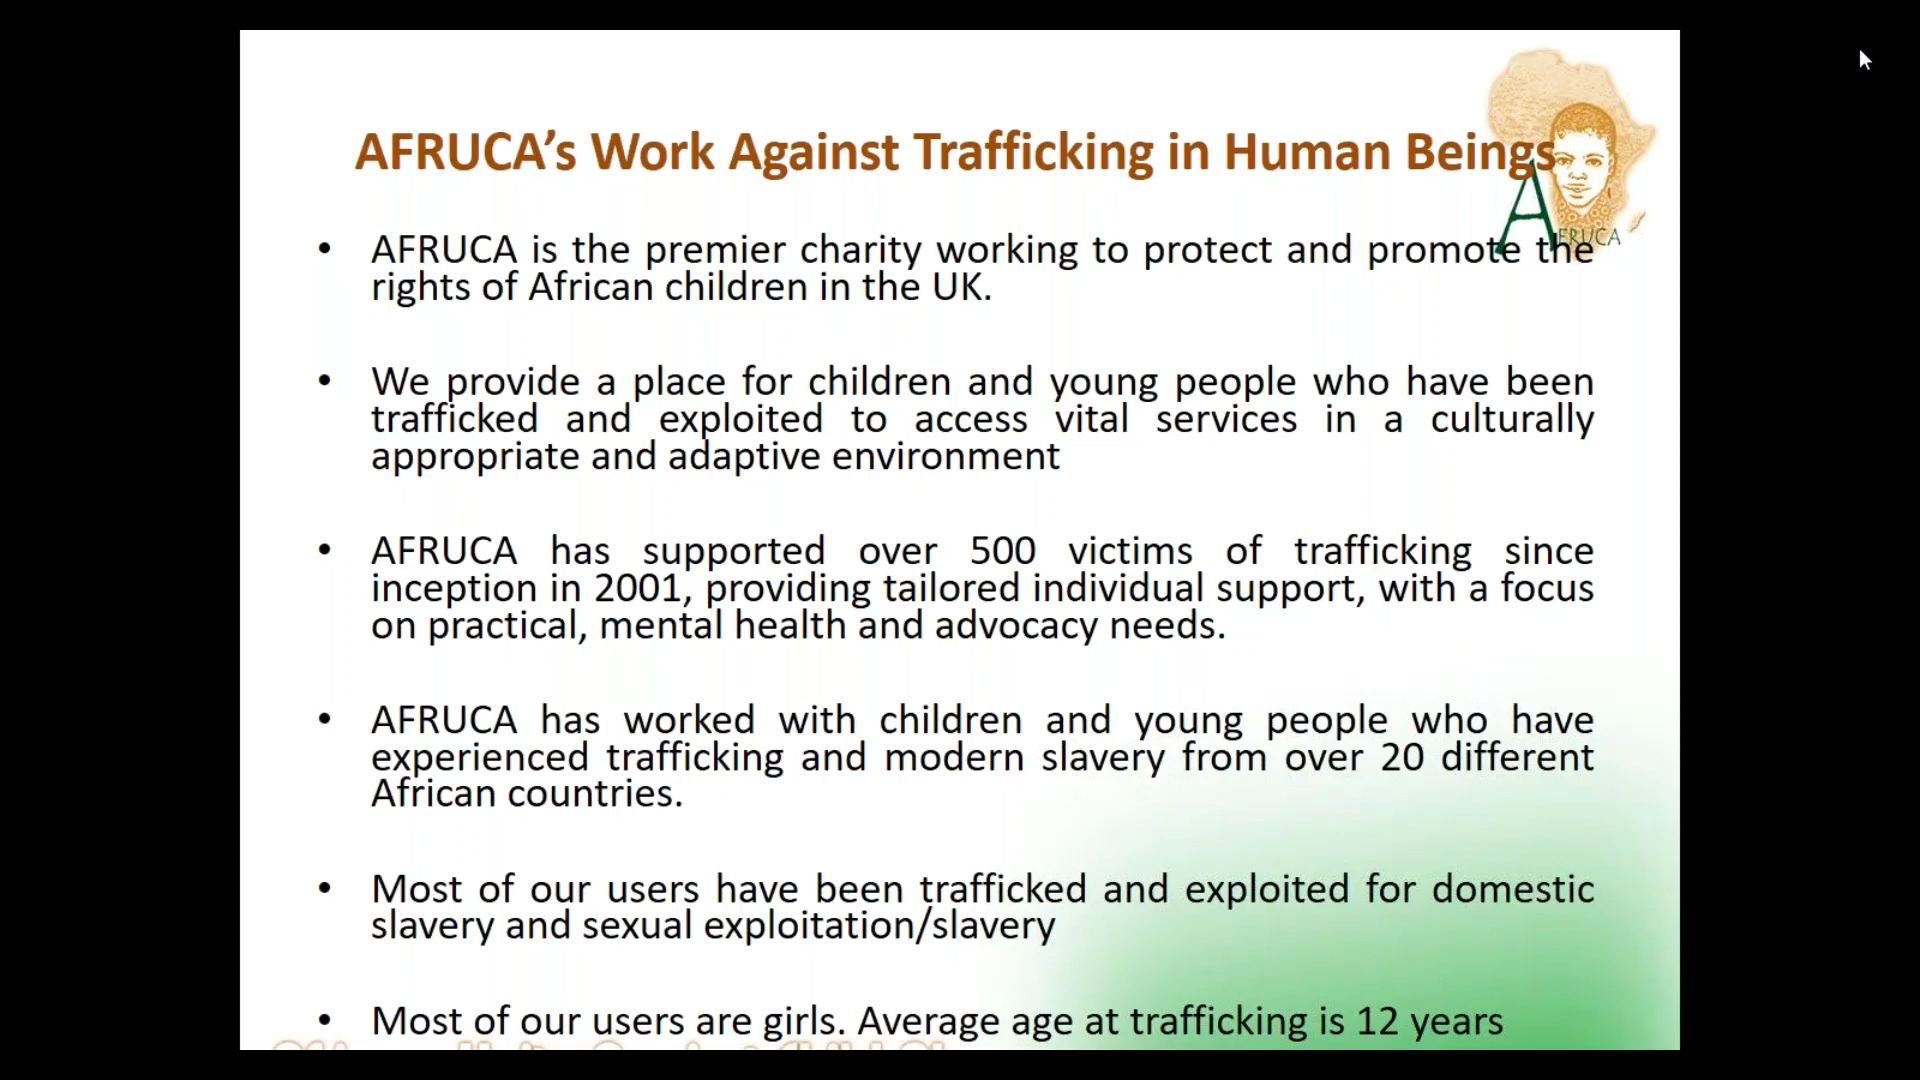 AFRUCA’s Work Against Trafficking in Human Beings
AFRUCA
• AFRUCA is the premier charity working to protect and promote the
rights of African children in the UK.
• We provide a place for children and young people who have been
trafficked and exploited to access vital services in a culturally
appropriate and adaptive environment
• AFRUCA has supported over 500 victims of trafficking since
inception in 2001, providing tailored individual support, with a focus
on practical, mental health and advocacy needs.
• AFRUCA has worked with children and young people who have
experienced trafficking and modern slavery from over 20 different
African countries.
• Most of our users have been trafficked and exploited for domestic
slavery and sexual exploitation/slavery
• Most of our users are girls. Average age at trafficking is 12 years